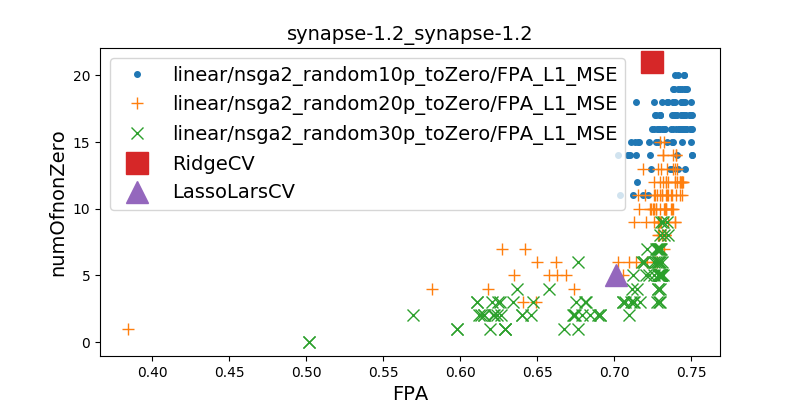 synapse-1.2_synapse-1.2
linear/nsga2_random10p_toZero/FPA_L1_MSE
linear/nsga2_random20p_toZero/FPA_L1_MSE
linear/nsga2_random30p_toZero/FPA_L1_MSE
RidgeCV
LassoLarsCV
numOfnonZero
20
15
10
5
0
0.40 0.45 0.50 0.55 0.60 0.65 0.70 0.75
FPA